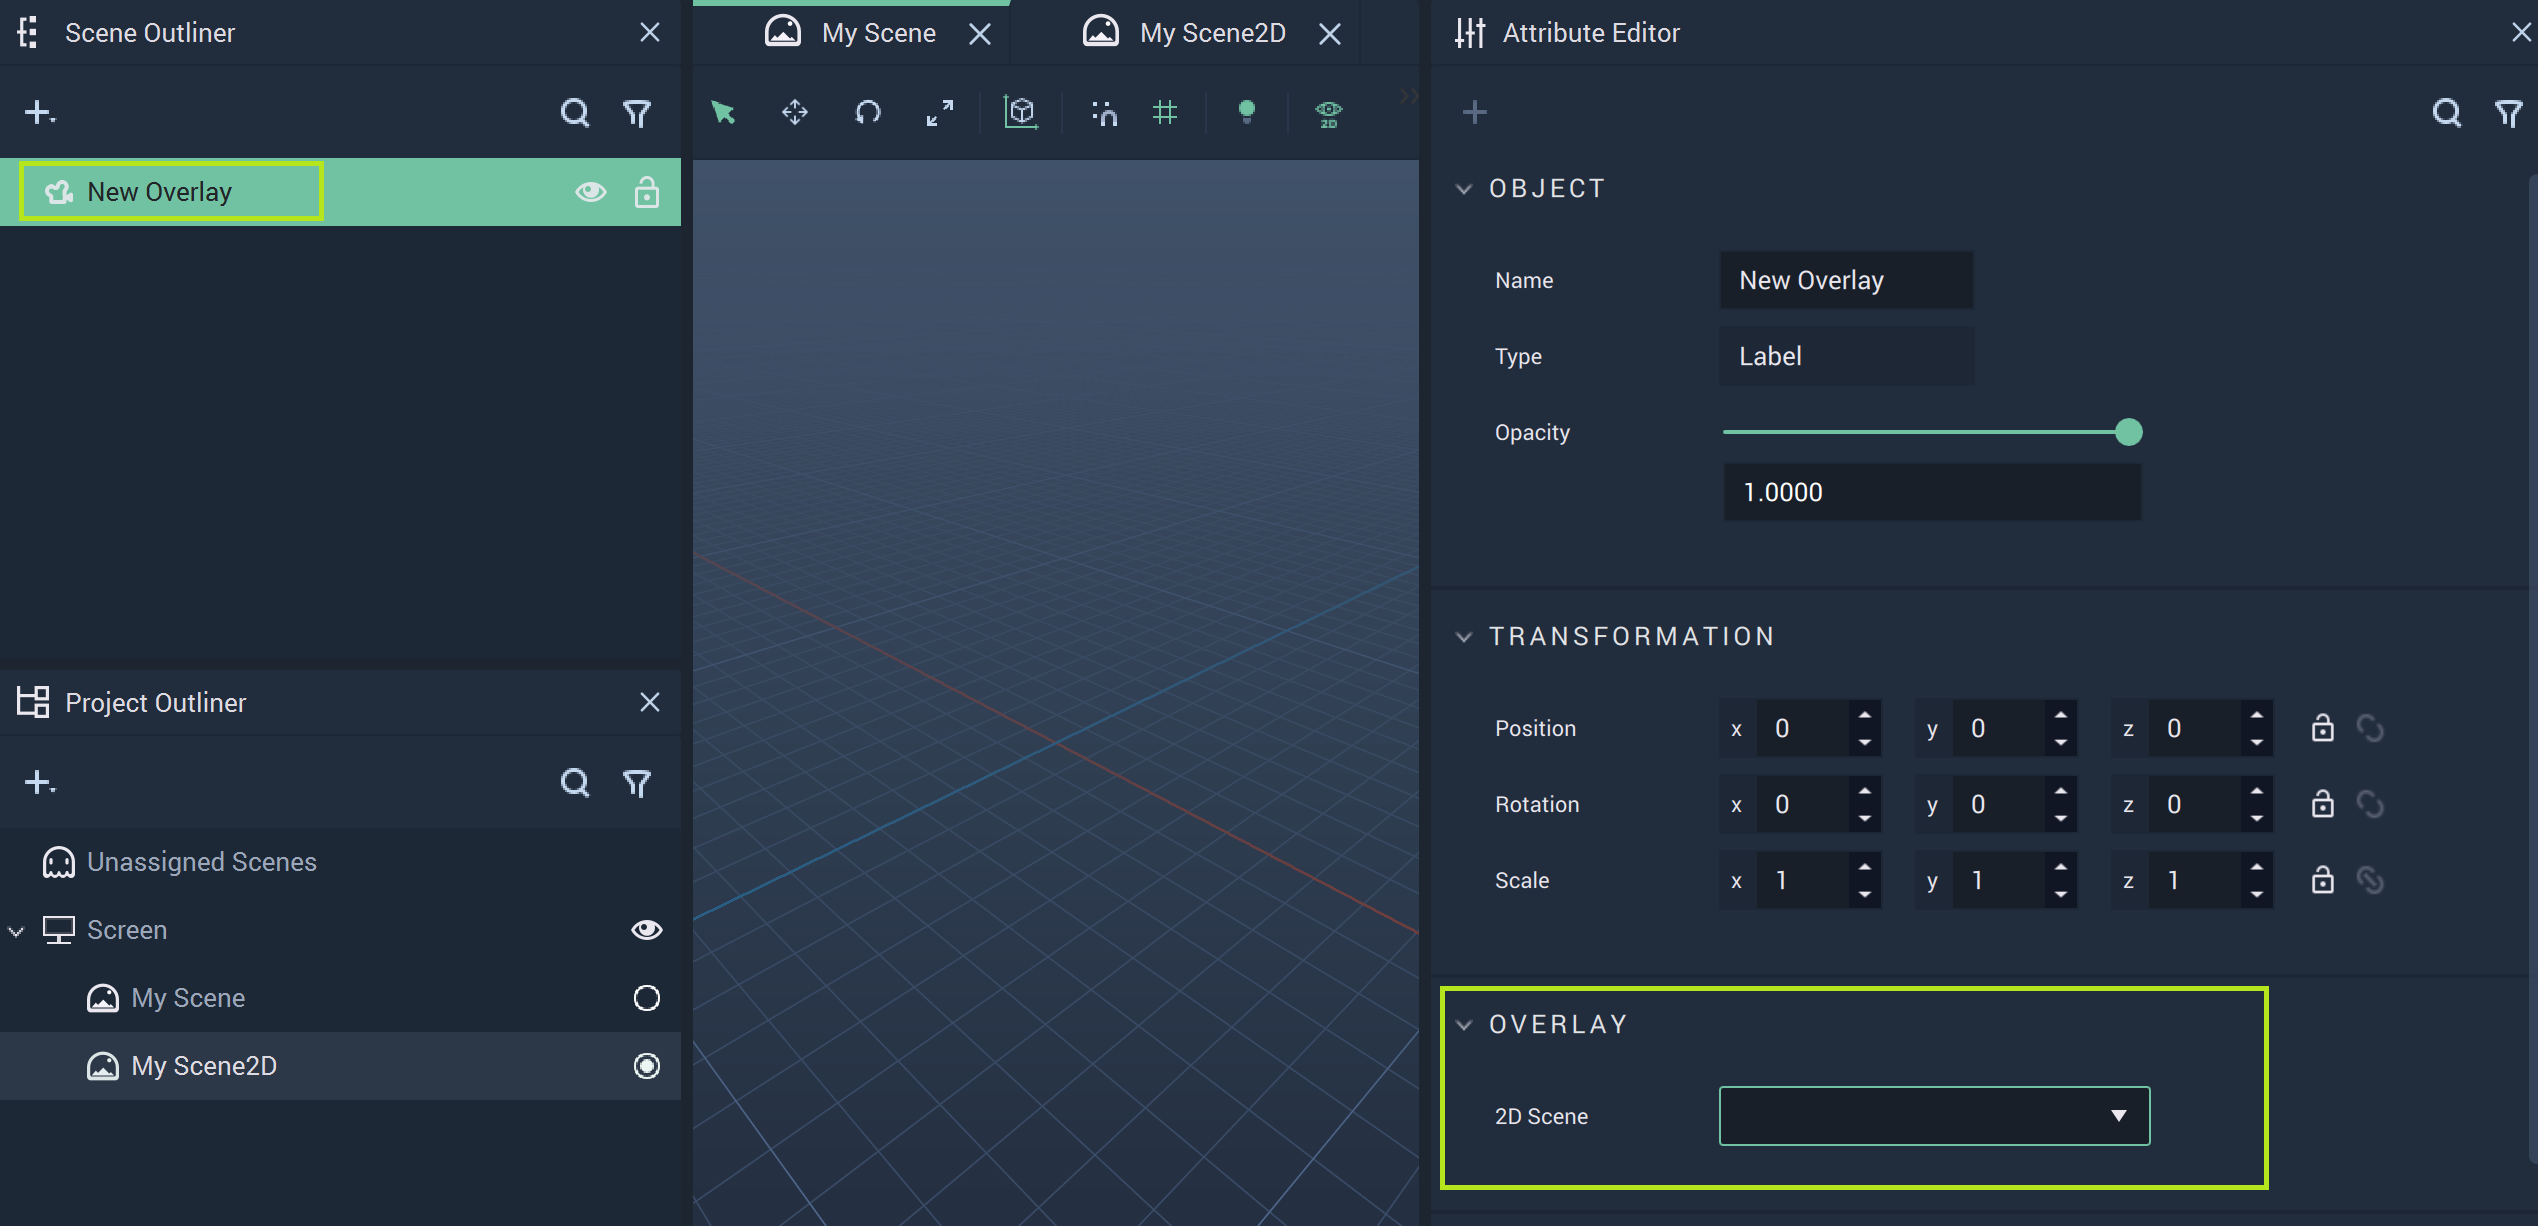 Scene Outliner
New Overlay
Project Outliner
Unassigned Scenes
Screen
My Scene
My Scene2D
My Scene
My Scene2D
2D
Attribute Editor
OBJECT
Name New Overlay
Type Label
Opacity
1.0000
TRANSFORMATION
Position x 0 y 0 z 0
Rotation x 0 y 0 z 0
Scale x 1 y 1 z 1
OVERLAY
2D Scene